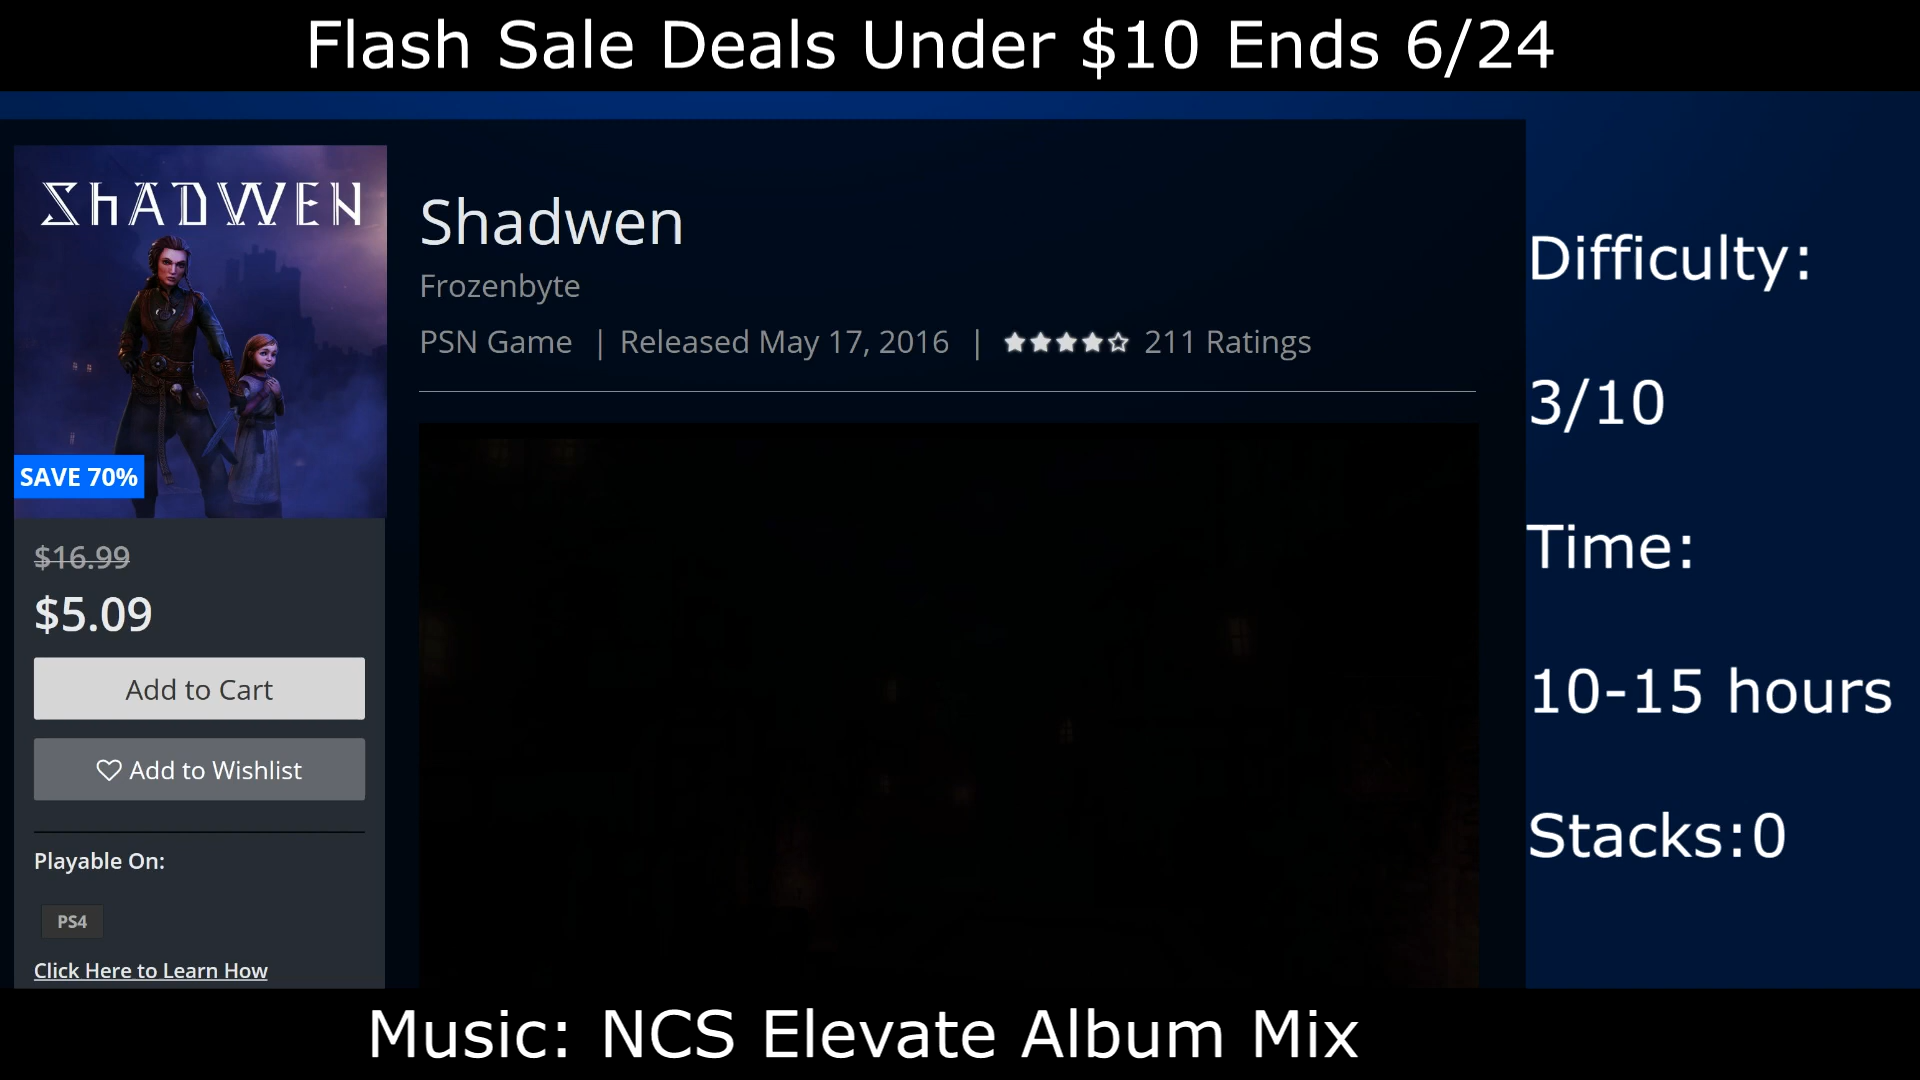 Flash Sale Deals Under $10 Ends 6/24
SHADWEN
SAVE 70%
$16.99
$5.09
Add to Cart
Add to Wishlist
Playable On:
PS4
Click Here to Learn How
Shadwen
Frozenbyte
PSN Game | Released May 17, 2016 | 211 Ratings
Difficulty:
3/10
Time:
10-15 hours
Stacks:0
Music: NCS Elevate Album Mix